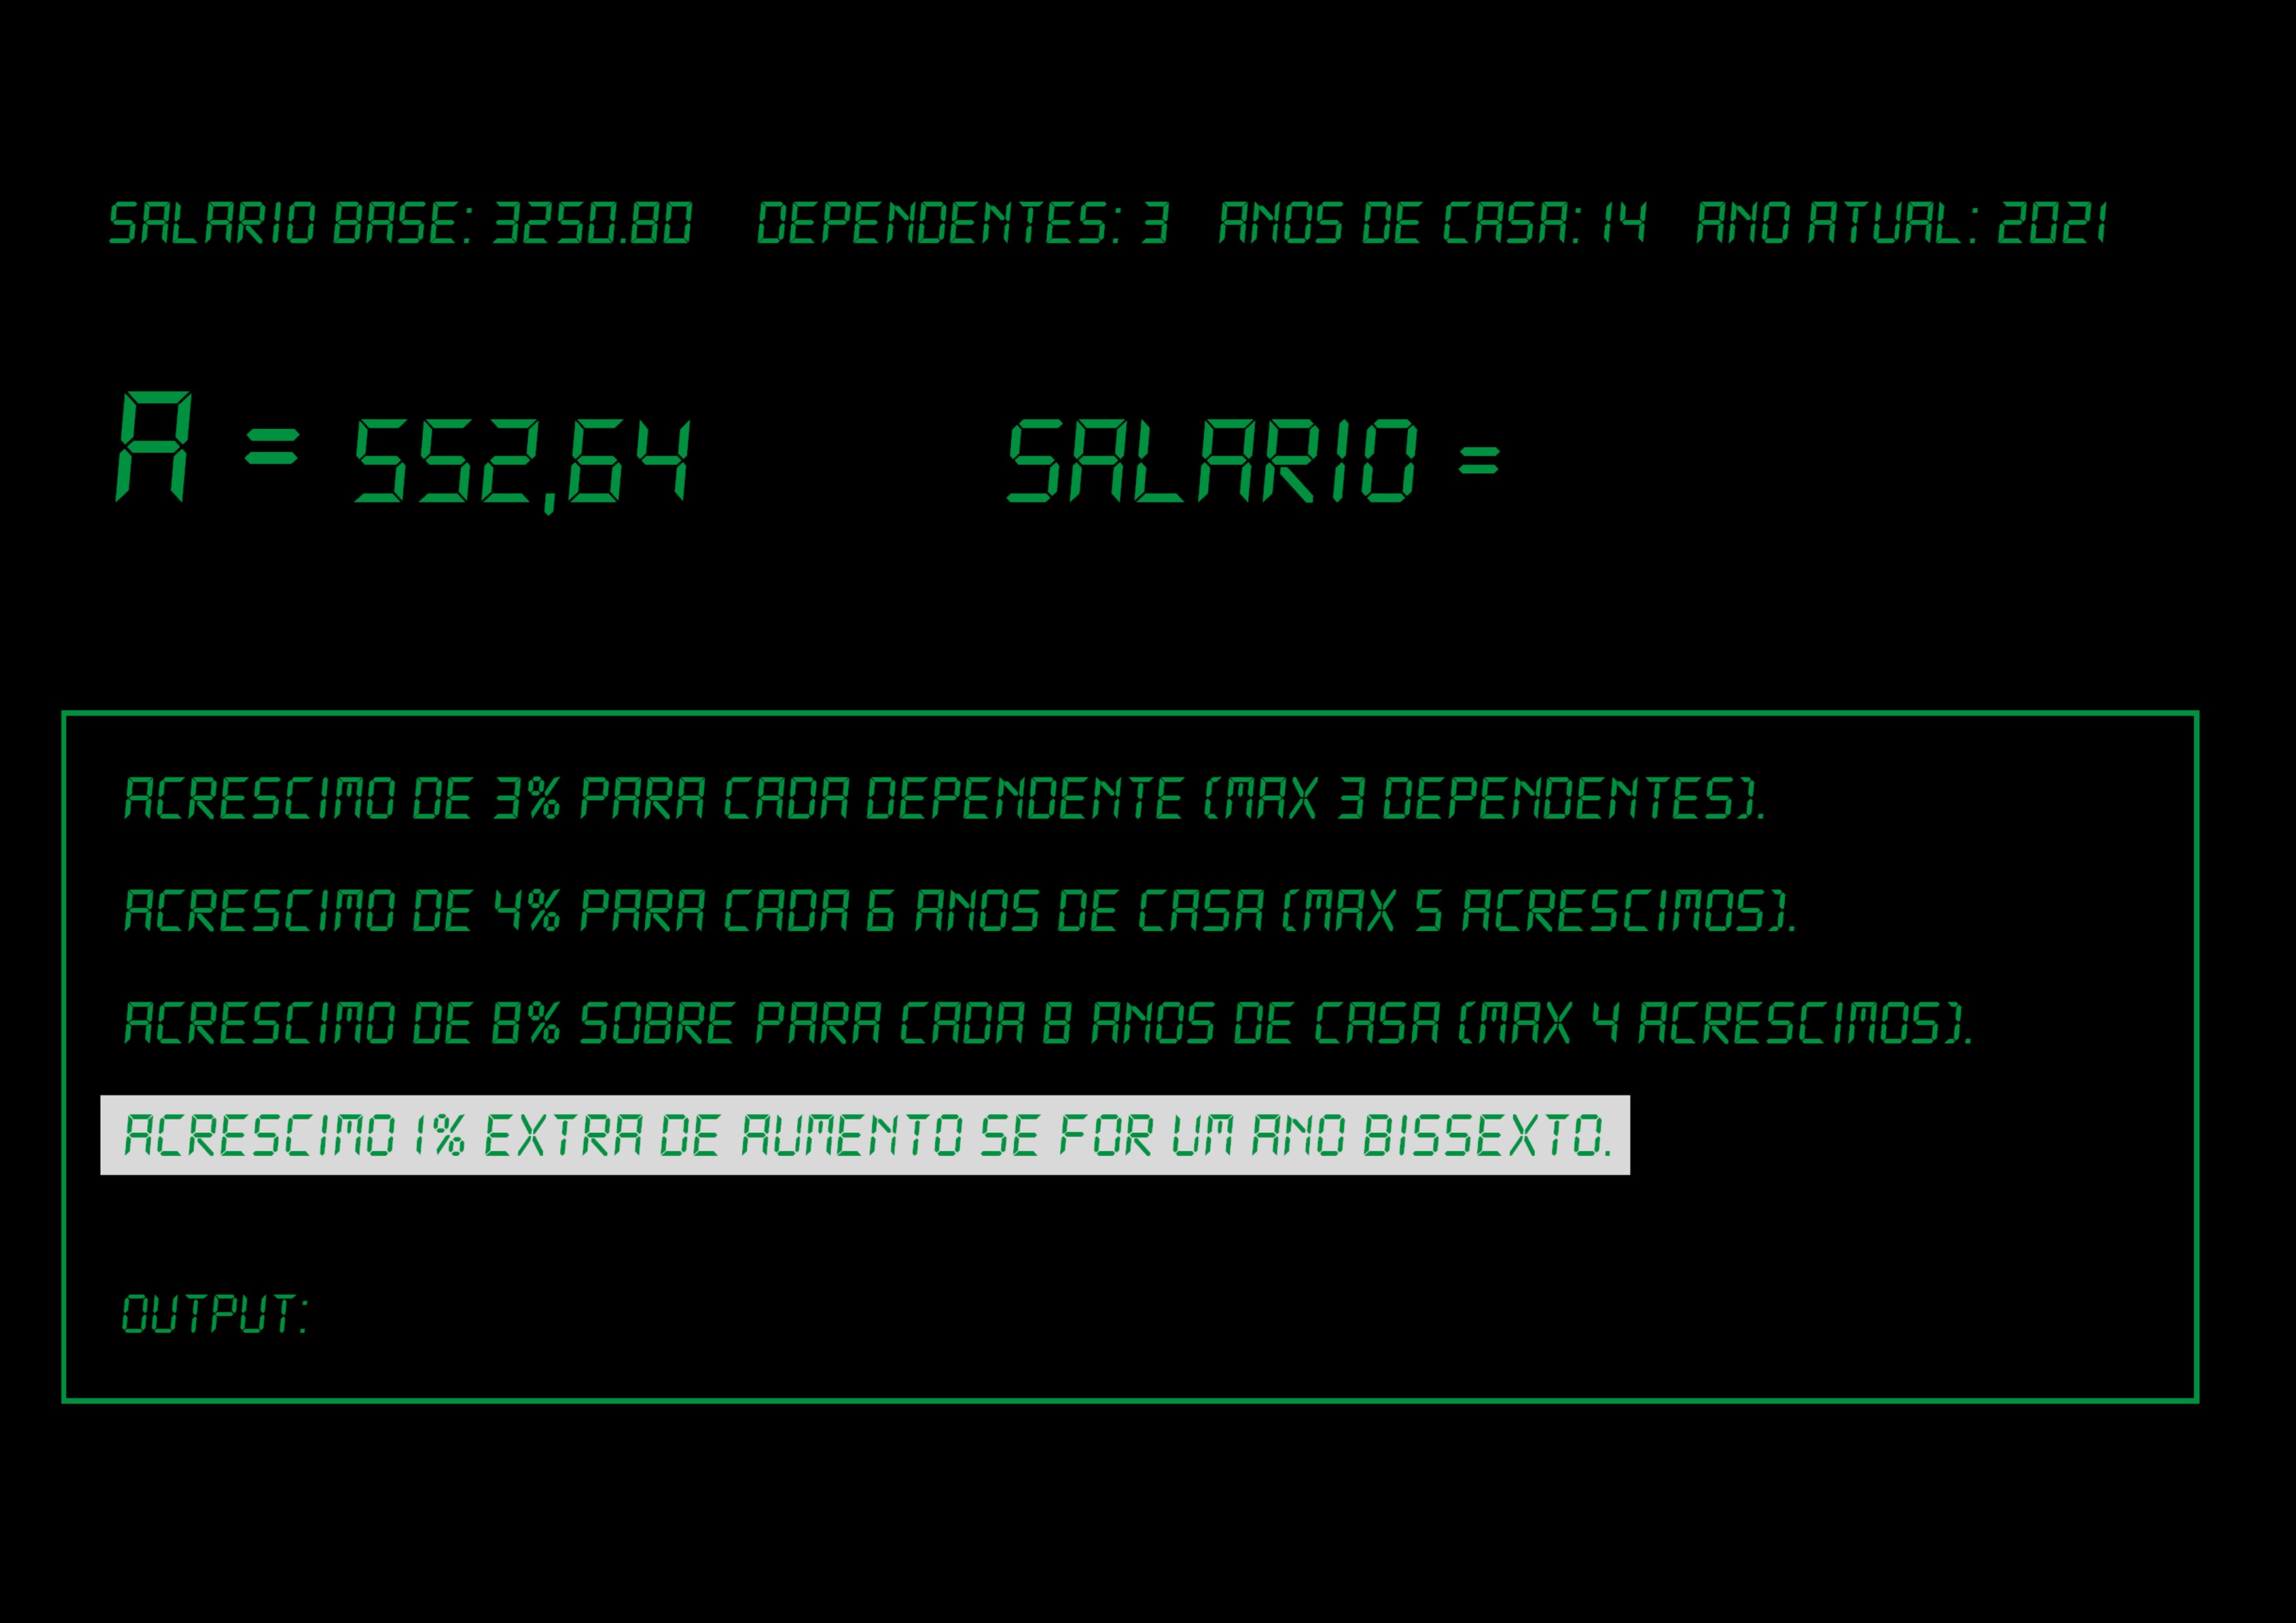 SALARIO BASE: 3250.80 DEPENDENTES: 3 ANOS DE CASA: 14 ANO ATUAL: 2021
A = 552,64 SALARIO =
ACRESCIMO DE 3% PARA CADA DEPENDENTE (MAX 3 DEPENDENTES).
ACRESCIMO DE 4% PARA CADA 6 ANOS DE CASA (MAX 5 ACRESCIMOS).
ACRESCIMO DE 8% SOBRE PARA CADA 8 ANOS DE CASA (MAX 4 ACRESCIMOS).
ACRESCIMO 1% EXTRA DE AUMENTO SE FOR UM ANO BISSEXTO.
OUTPUT: